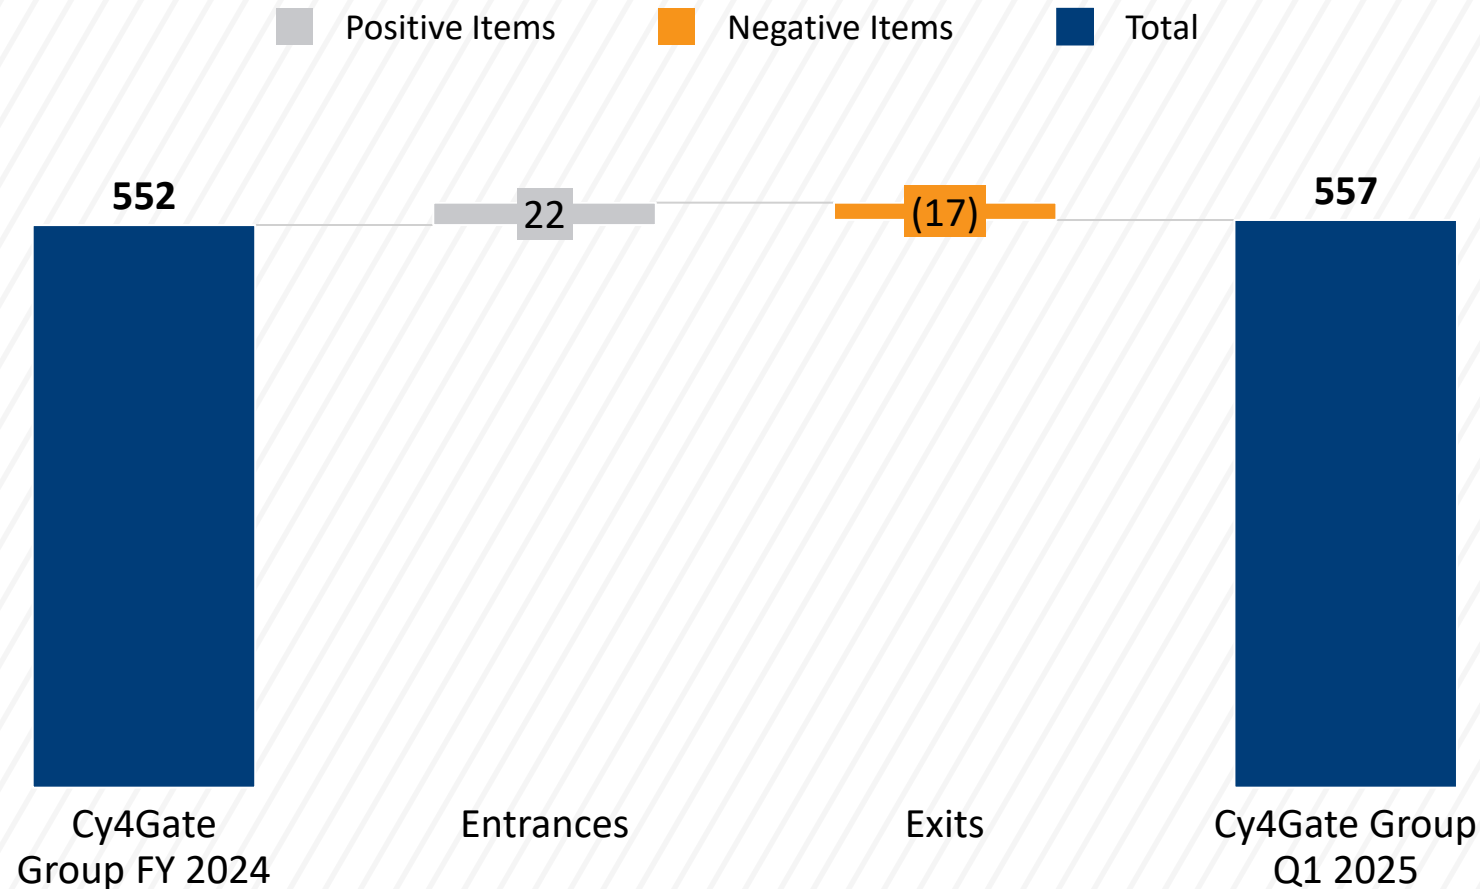 Positive Items
Negative Items
Total
552
22
(17)
557
Cy4Gate
Group FY 2024
Entrances
Exits
Cy4Gate Group
Q1 2025